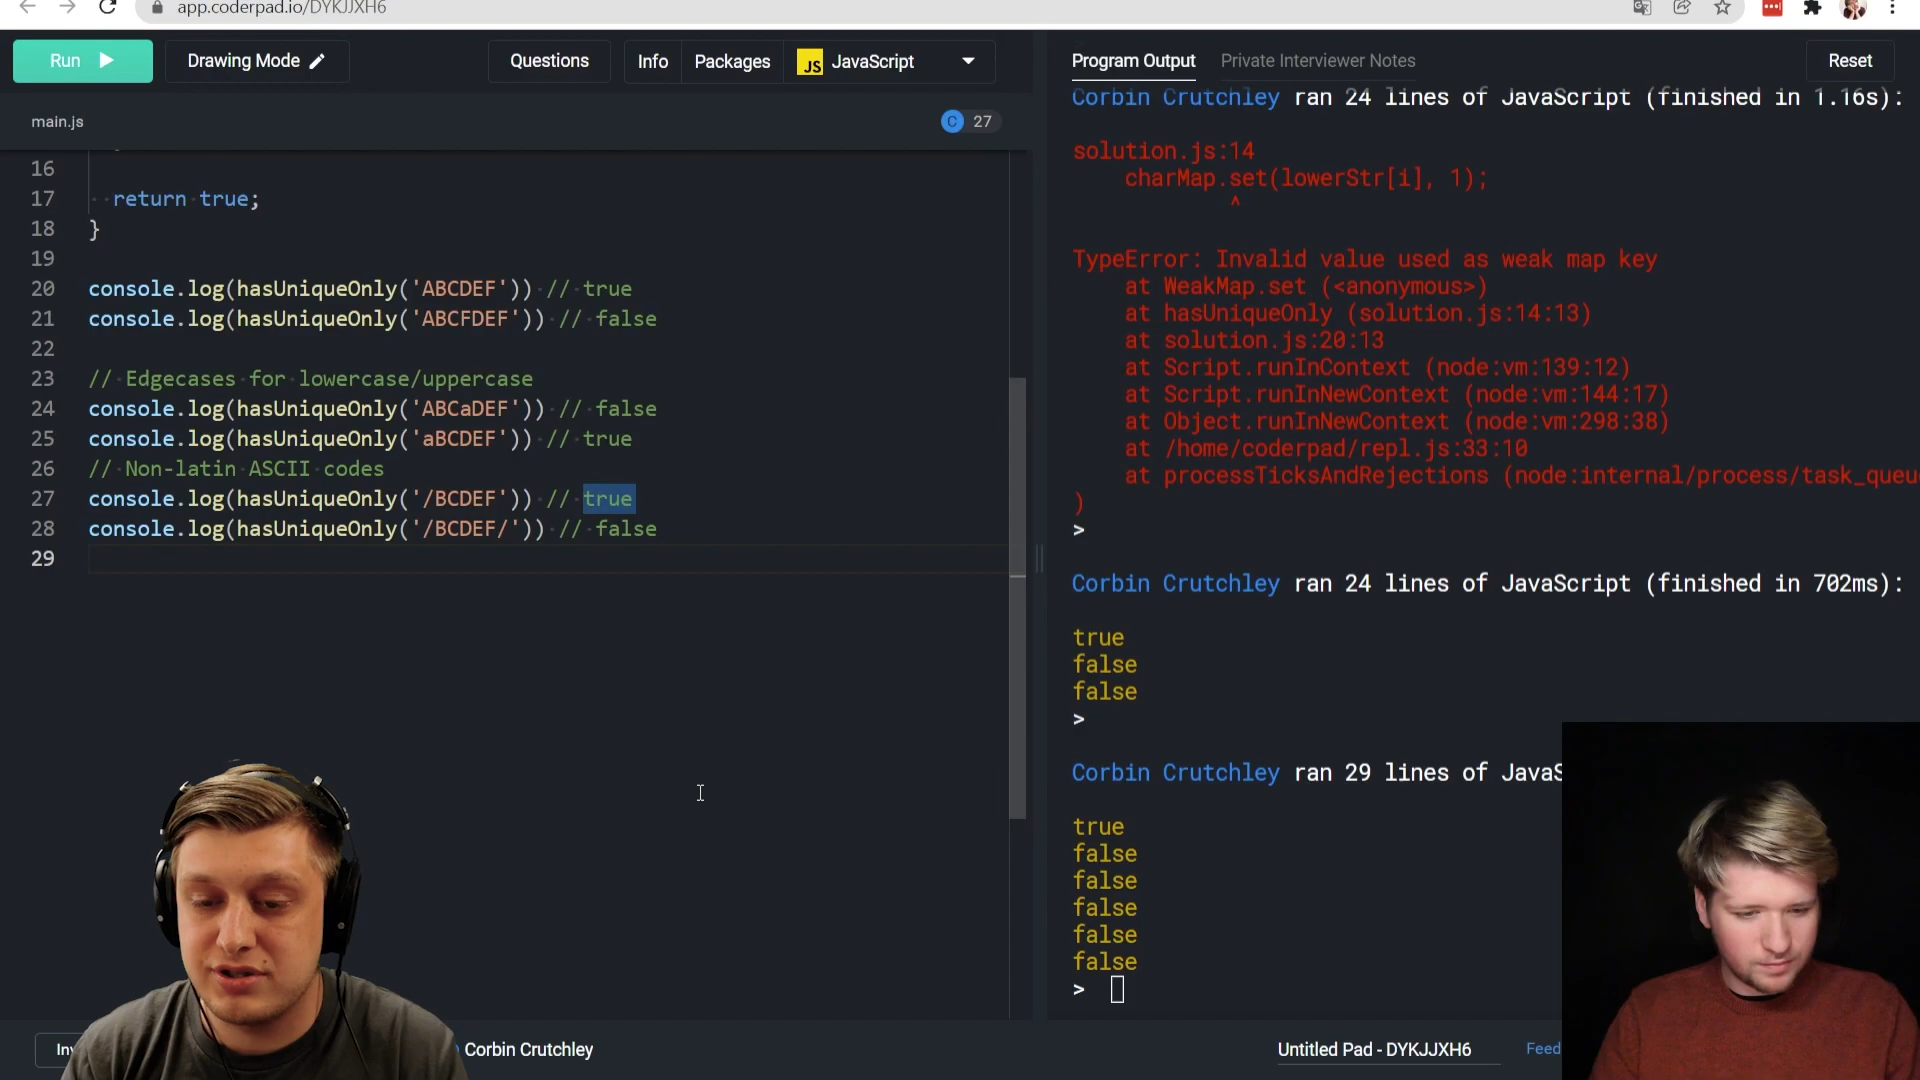 app.coderpad.io/DYKJJXH6
Run
Drawing Mode
Questions
Info
Packages
JS JavaScript
Program Output
Private Interviewer Notes
Reset
main.js
C 27
16
17 return true;
18 }
19
20 console.log(hasUniqueOnly('ABCDEF')) // true
21 console.log(hasUniqueOnly('ABCFDEF')) // false
22
23 // Edgecases for lowercase/uppercase
24 console.log(hasUniqueOnly('ABCaDEF')) // false
25 console.log(hasUniqueOnly('aBCDEF')) // true
26 // Non-latin ASCII codes
27 console.log(hasUniqueOnly('/BCDEF')) // true
28 console.log(hasUniqueOnly('/BCDEF/')) // false
29
Corbin Crutchley ran 24 lines of JavaScript (finished in 1.16s):
solution.js:14
charMap.set(lowerStr[i], 1);
^
TypeError: Invalid value used as weak map key
at WeakMap.set (<anonymous>)
at hasUniqueOnly (solution.js:14:13)
at solution.js:20:13
at Script.runInContext (node:vm:139:12)
at Script.runInNewContext (node:vm:144:17)
at Object.runInNewContext (node:vm:298:38)
at /home/coderpad/repl.js:33:10
at processTicksAndRejections (node:internal/process/task_queu
)
>
Corbin Crutchley ran 24 lines of JavaScript (finished in 702ms):
true
false
false
>
Corbin Crutchley ran 29 lines of JavaS
true
false
false
false
false
false
>
Inv
Corbin Crutchley
Untitled Pad - DYKJJXH6
Feed